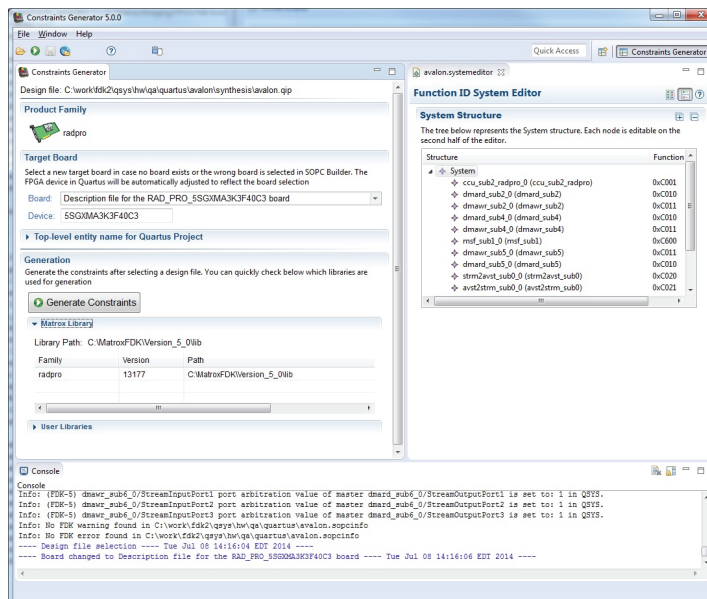 Constraints Generator 5.0.0
File Window Help
Quick Access
Constraints Generator
Constraints Generator
Design file: C:\work\fdk2\qsys\hw\qa\quartus\avalon\synthesis\avalon.qip
Product Family
radpro
Target Board
Select a new target board in case no board exists or the wrong board is selected in SOPC Builder. The
FPGA device in Quartus will be automatically adjusted to reflect the board selection
Board: Description file for the RAD_PRO_5SGXMA3K3F40C3 board
Device: 5SGXMA3K3F40C3
Top-level entity name for Quartus Project
Generation
Generate the constraints after selecting a design file. You can quickly check below which libraries are
used for generation
Generate Constraints
Matrox Library
Library Path: C:\MatroxFDK\Version_5_0\lib
Family Version Path
radpro 13177 C:\MatroxFDK\Version_5_0\lib
User Libraries
avalon.systemeditor
Function ID System Editor
System Structure
The tree below represents the System structure. Each node is editable on the
second half of the editor.
Structure Function
System
ccu_sub2_radpro_0 (ccu_sub2_radpro) 0xC001
dmard_sub2_0 (dmard_sub2) 0xC010
dmawr_sub2_0 (dmawr_sub2) 0xC011
dmard_sub4_0 (dmard_sub4) 0xC010
dmawr_sub4_0 (dmawr_sub4) 0xC011
msf_sub1_0 (msf_sub1) 0xC600
dmawr_sub5_0 (dmawr_sub5) 0xC011
dmard_sub5_0 (dmard_sub5) 0xC010
strm2avst_sub0_0 (strm2avst_sub0) 0xC020
avst2strm_sub0_0 (avst2strm_sub0) 0xC021
Console
Console
Info: (FDK-5) dmawr_sub6_0/StreamInputPort1 port arbitration value of master dmard_sub6_0/StreamOutputPort1 is set to: 1 in QSYS.
Info: (FDK-5) dmawr_sub6_0/StreamInputPort2 port arbitration value of master dmard_sub6_0/StreamOutputPort2 is set to: 1 in QSYS.
Info: (FDK-5) dmawr_sub6_0/StreamInputPort3 port arbitration value of master dmard_sub6_0/StreamOutputPort3 is set to: 1 in QSYS.
Info: No FDK warning found in C:\work\fdk2\qsys\hw\qa\quartus\avalon.sopcinfo
Info: No FDK error found in C:\work\fdk2\qsys\hw\qa\quartus\avalon.sopcinfo
---- Design file selection ---- Tue Jul 08 14:16:04 EDT 2014 ----
---- Board changed to Description file for the RAD_PRO_5SGXMA3K3F40C3 board ---- Tue Jul 08 14:16:06 EDT 2014 ----